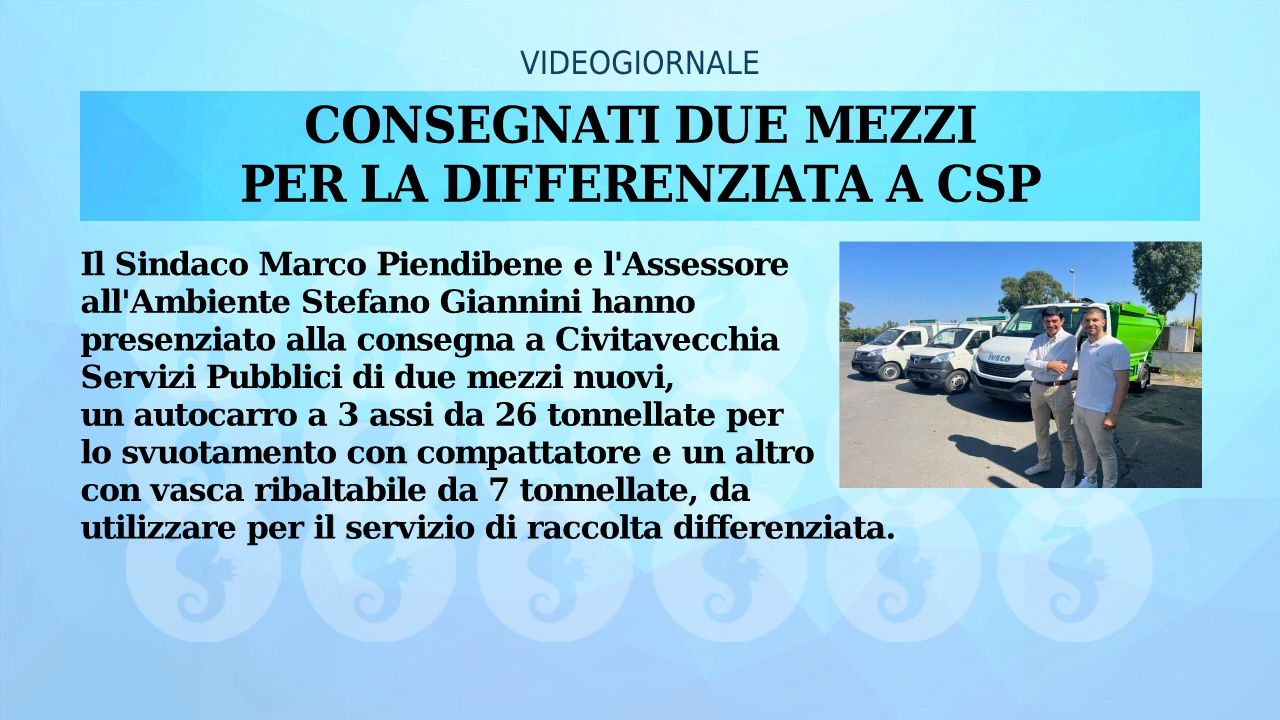 VIDEOGIORNALE
CONSEGNATI DUE MEZZI
PER LA DIFFERENZIATA A CSP
Il Sindaco Marco Piendibene e l'Assessore
all'Ambiente Stefano Giannini hanno
presenziato alla consegna a Civitavecchia
Servizi Pubblici di due mezzi nuovi,
un autocarro a 3 assi da 26 tonnellate per
lo svuotamento con compattatore e un altro
con vasca ribaltabile da 7 tonnellate, da
utilizzare per il servizio di raccolta differenziata.
IVECO